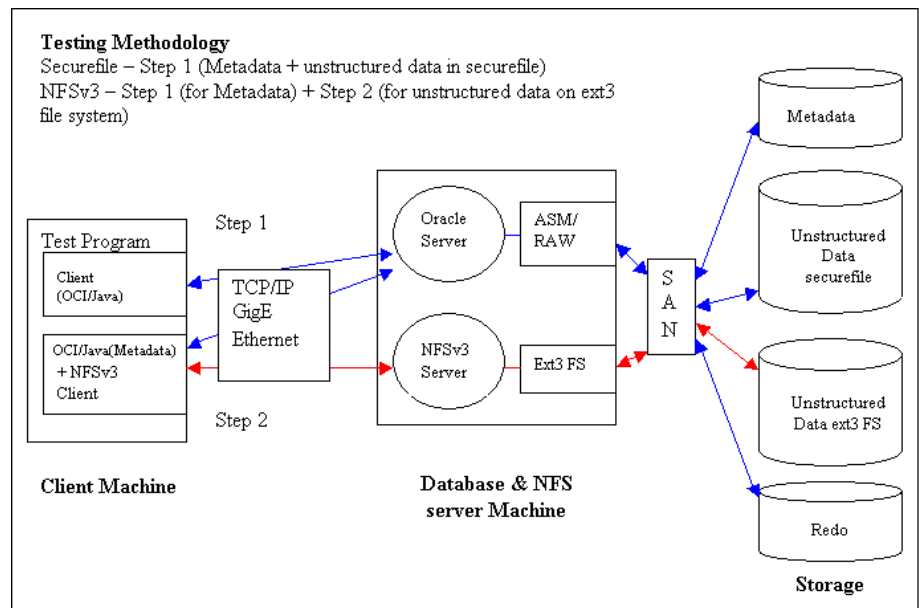 Testing Methodology
Securefile – Step 1 (Metadata + unstructured data in securefile)
NFSv3 – Step 1 (for Metadata) + Step 2 (for unstructured data on ext3
file system)
Step 1
Test Program
Client
(OCI/Java)
OCI/Java(Metadata)
+ NFSv3
Client
Step 2
Client Machine
TCP/IP
GigE
Ethernet
Oracle
Server
ASM/
RAW
NFSv3
Server
Ext3 FS
Database & NFS
server Machine
S
A
N
Metadata
Unstructured
Data
securefile
Unstructured
Data ext3 FS
Redo
Storage